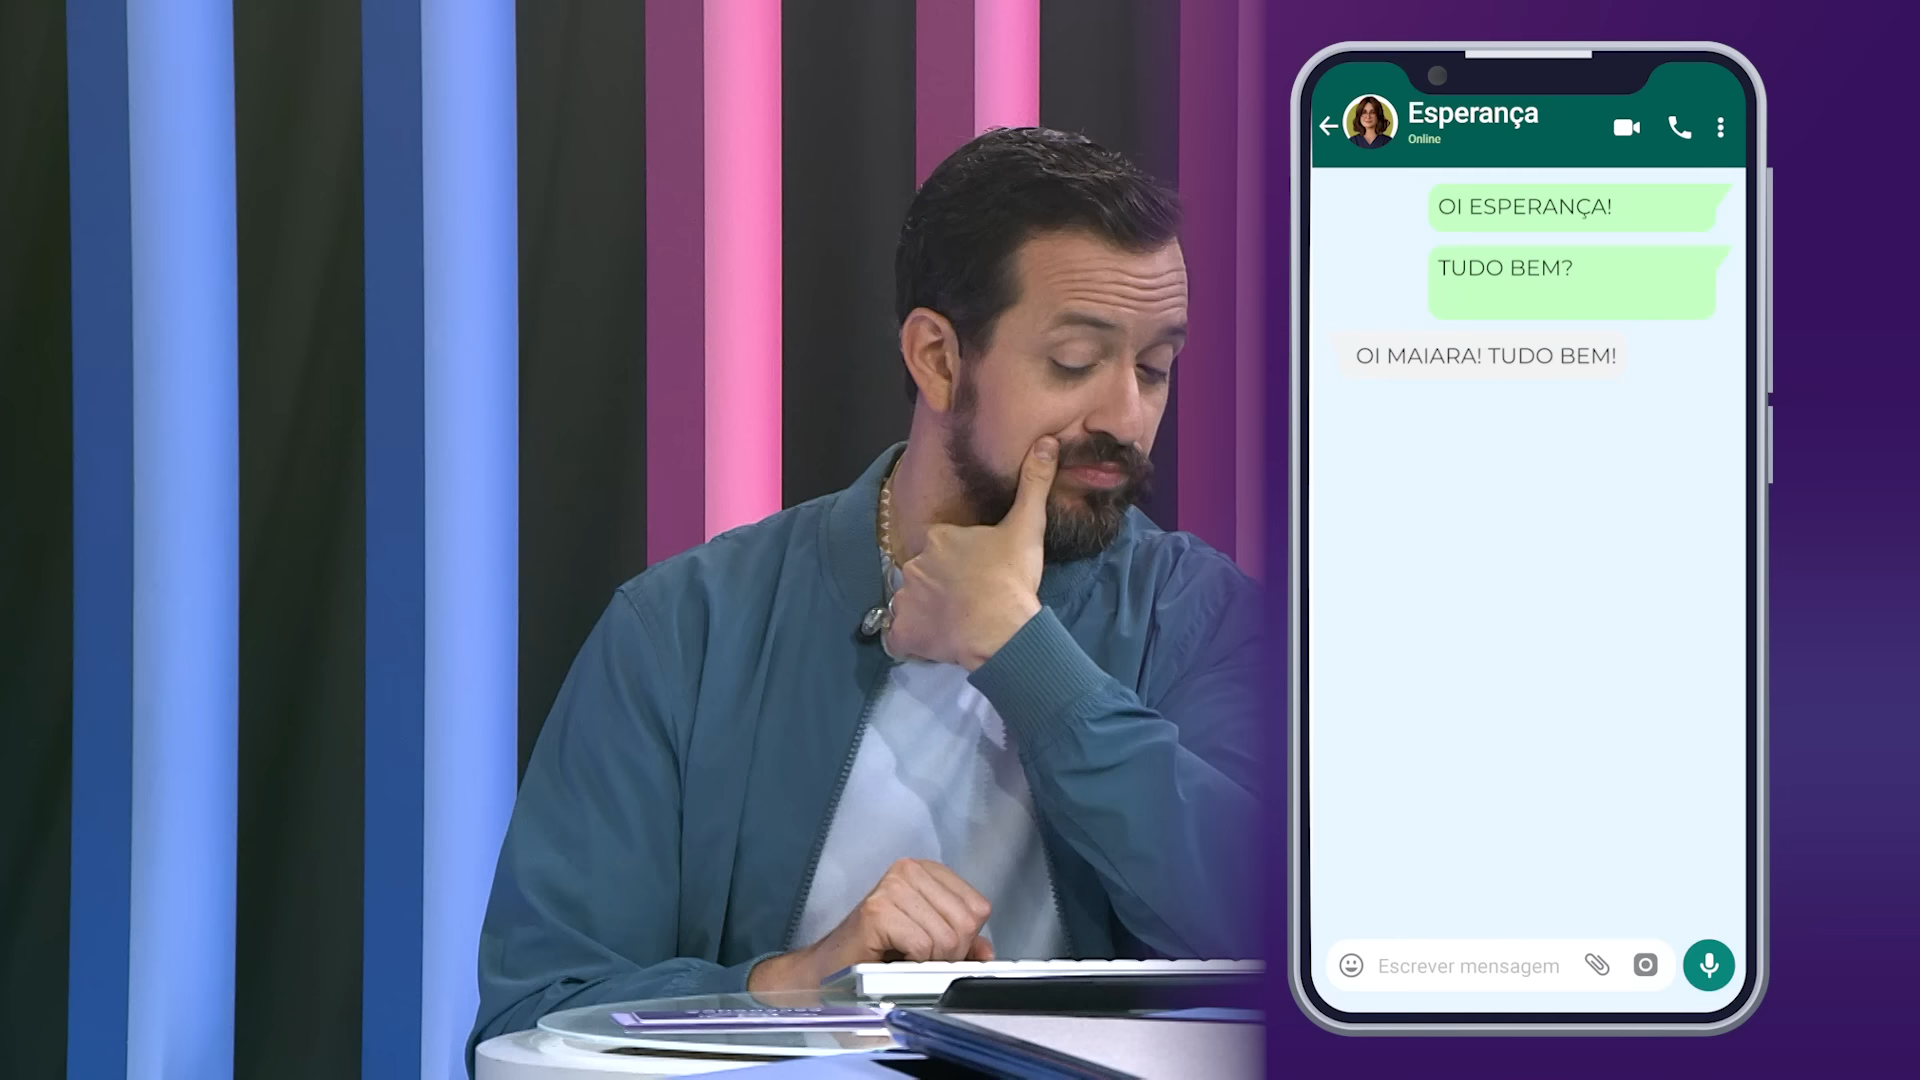 Esperança
Online
OI ESPERANÇA!
TUDO BEM?
OI MAIARA! TUDO BEM!
Escrever mensagem